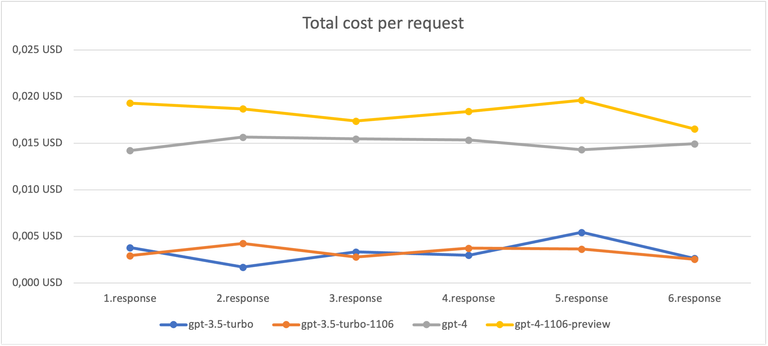 Total cost per request
0,025 USD
0,020 USD
0,015 USD
0,010 USD
0,005 USD
0,000 USD
1.response 2.response 3.response 4.response 5.response 6.response
gpt-3.5-turbo gpt-3.5-turbo-1106 gpt-4 gpt-4-1106-preview